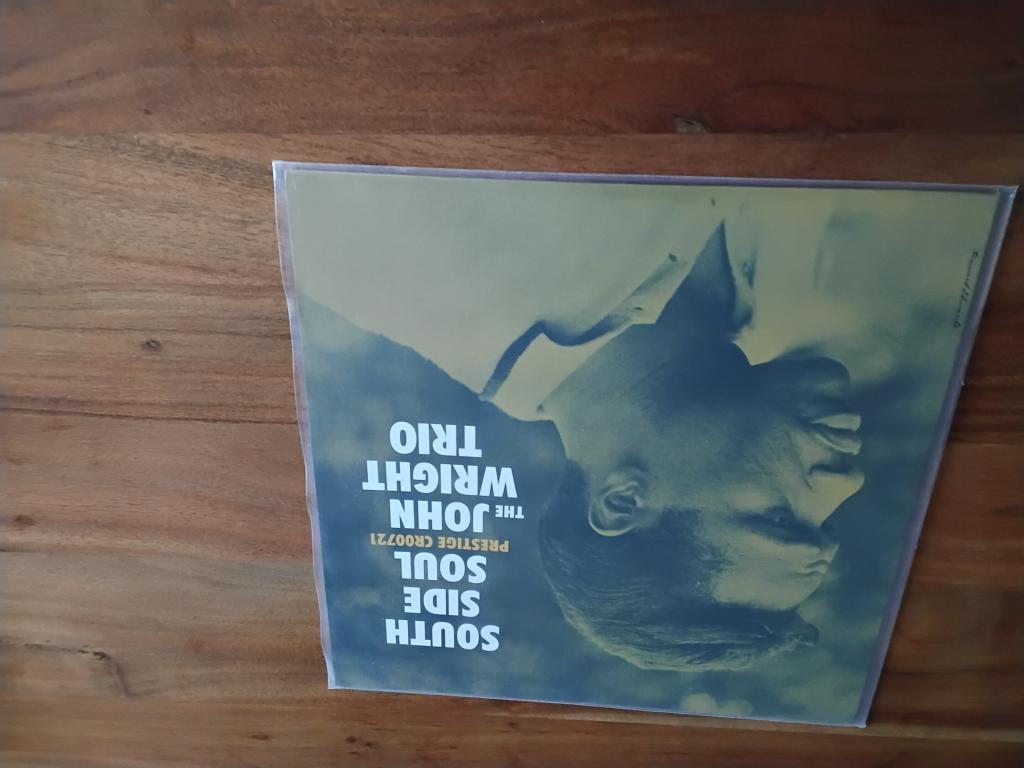 SOUTH
SIDE
SOUL
PRESTIGE CR00721
THE JOHN
WRIGHT
TRIO